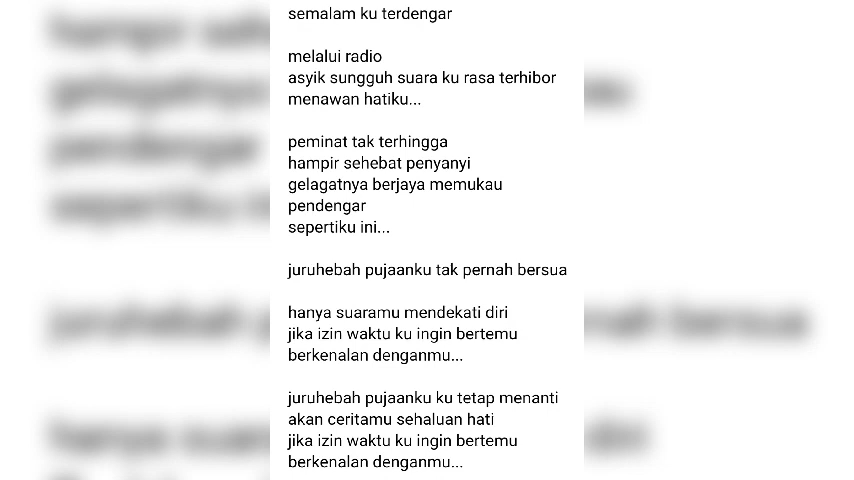 semalam ku terdengar
melalui radio
asyik sungguh suara ku rasa terhibor
menawan hatiku...
peminat tak terhingga
hampir sehebat penyanyi
gelagatnya berjaya memukau
pendengar
sepertiku ini...
juruhebah pujaanku tak pernah bersua
hanya suaramu mendekati diri
jika izin waktu ku ingin bertemu
berkenalan denganmu...
juruhebah pujaanku ku tetap menanti
akan ceritamu sehaluan hati
jika izin waktu ku ingin bertemu
berkenalan denganmu...